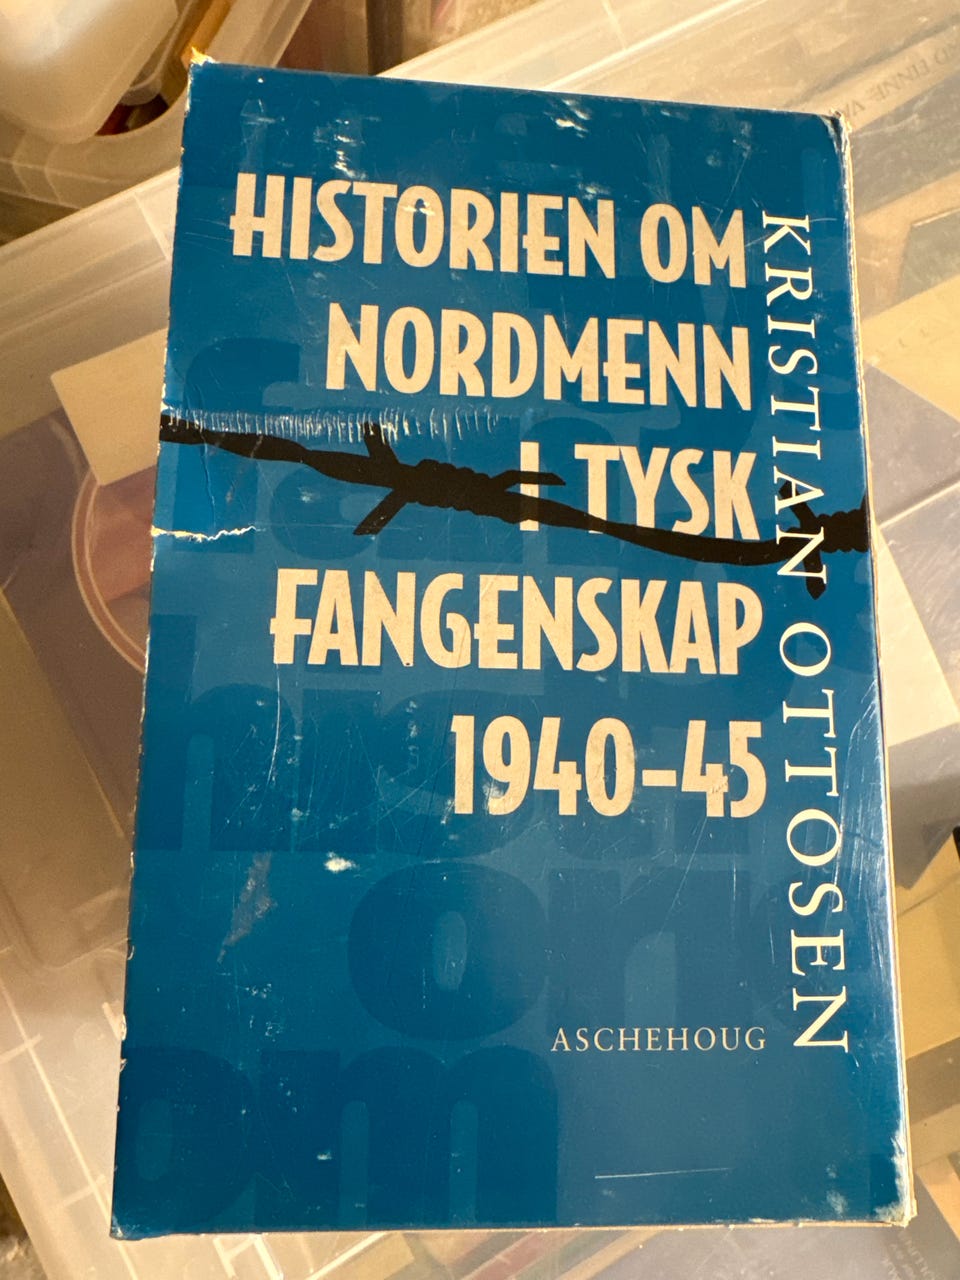 HISTORIEN OM
NORDMENN
I TYSK
FANGENSKAP
1940-45
KRISTIAN OTTOSEN
ASCHEHOUG